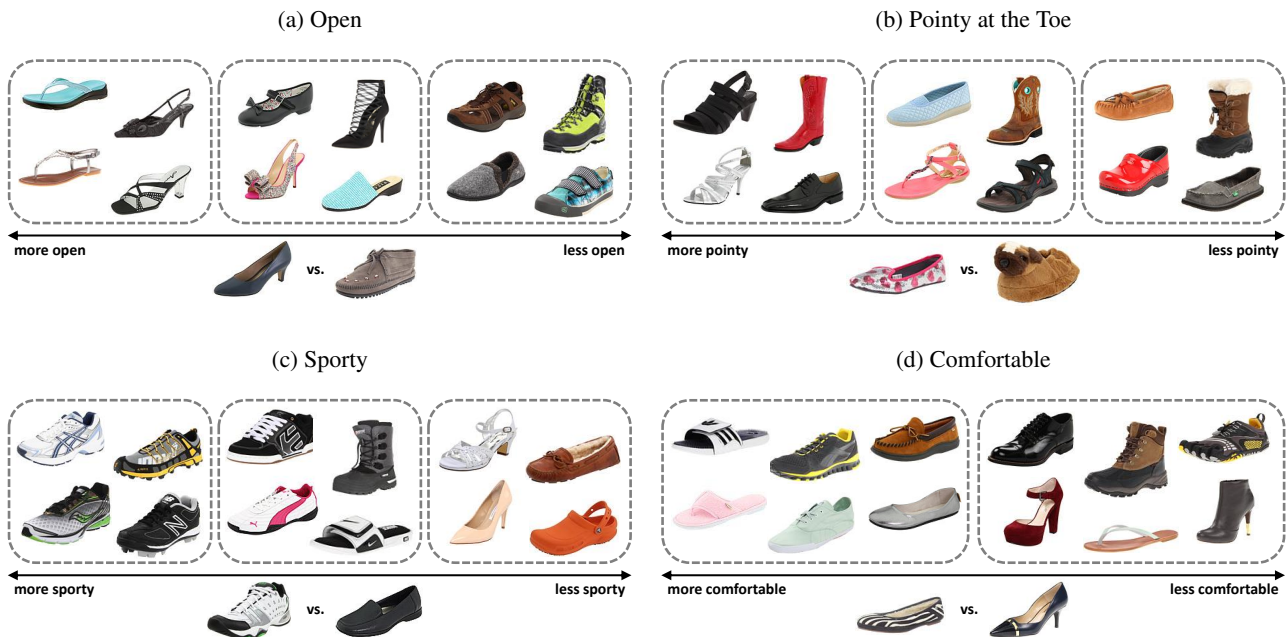 (a) Open
more open
less open
vs.
(b) Pointy at the Toe
more pointy
less pointy
vs.
(c) Sporty
more sporty
less sporty
vs.
(d) Comfortable
more comfortable
less comfortable
vs.